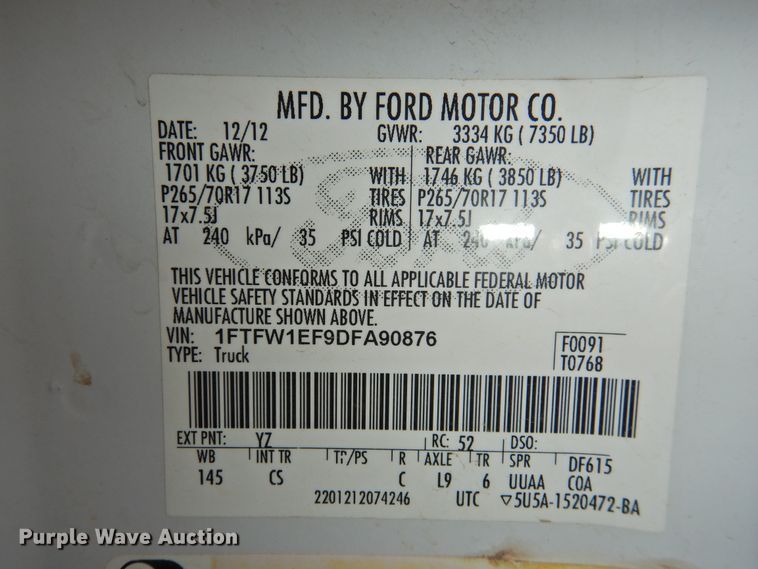 MFD. BY FORD MOTOR CO.
DATE: 12/12 GVWR: 3334 KG ( 7350 LB)
FRONT GAWR: REAR GAWR:
1701 KG ( 3750 LB) WITH 1746 KG ( 3850 LB) WITH
P265/70R17 113S TIRES P265/70R17 113S TIRES
17x7.5J RIMS 17x7.5J RIMS
AT 240 kPa/ 35 PSI COLD AT 240 kPa/ 35 PSI COLD
THIS VEHICLE CONFORMS TO ALL APPLICABLE FEDERAL MOTOR
VEHICLE SAFETY STANDARDS IN EFFECT ON THE DATE OF
MANUFACTURE SHOWN ABOVE.
VIN: 1FTFW1EF9DFA90876 F0091
TYPE: Truck T0768
EXT PNT: YZ RC: 52 DSO:
WB INT TR TP/PS R AXLE TR SPR DF615
145 CS C L9 6 UUAA COA
2201212074246 UTC ▽5U5A-1520472-BA
Purple Wave Auction